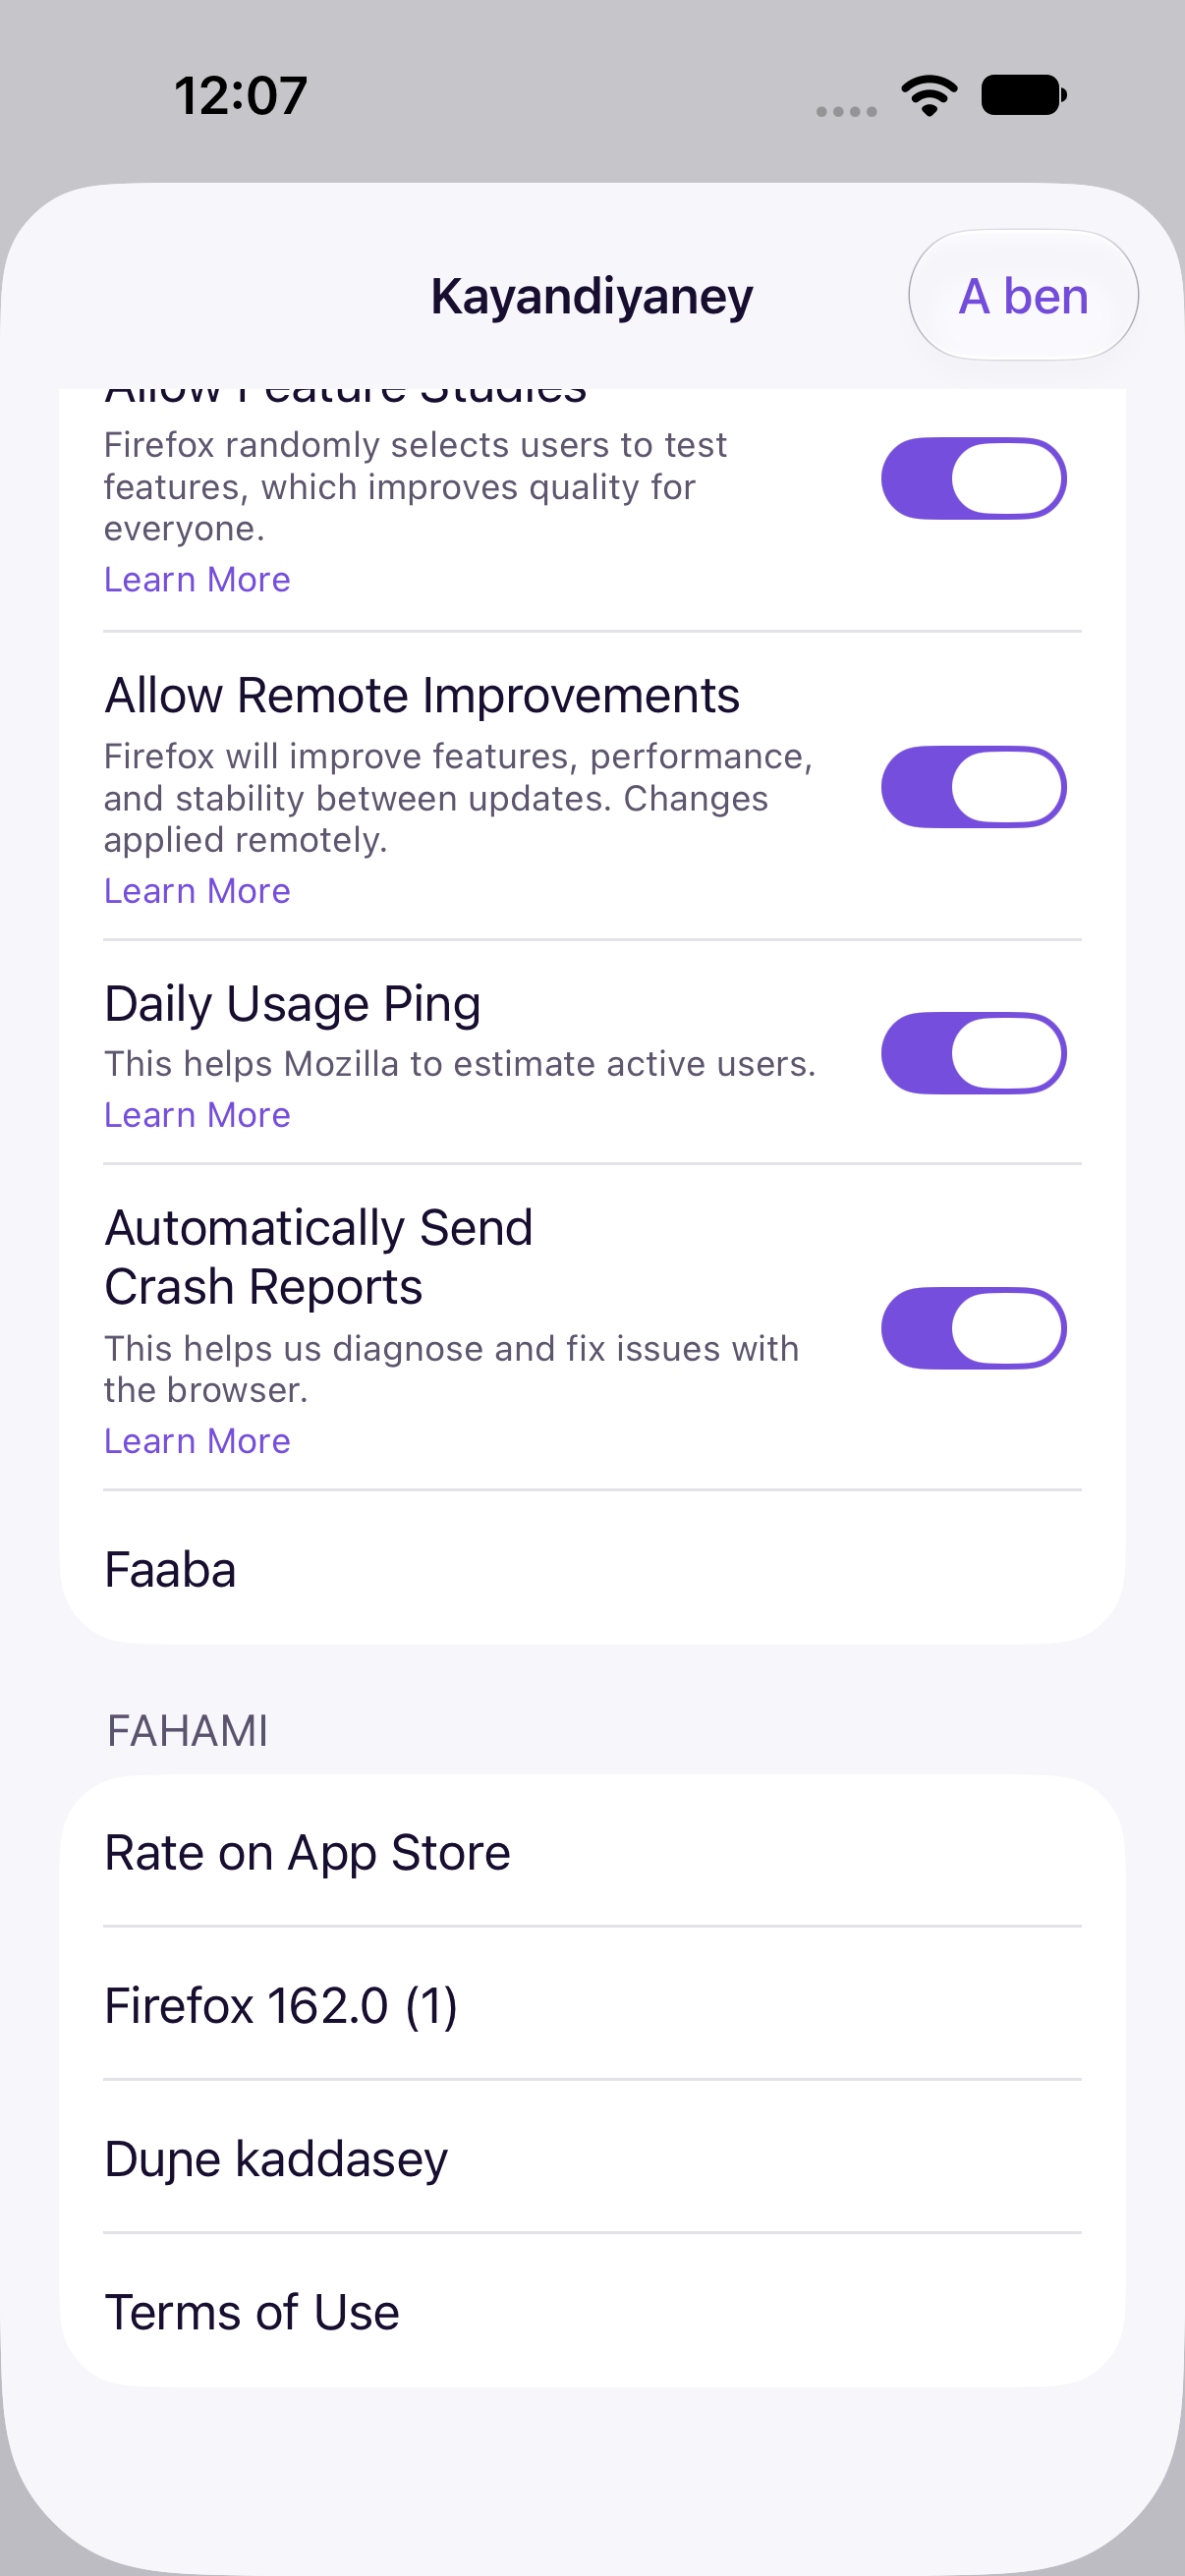 12:07
Kayandiyaney
A ben
Allow Feature Studies
Firefox randomly selects users to test
features, which improves quality for
everyone.
Learn More
Allow Remote Improvements
Firefox will improve features, performance,
and stability between updates. Changes
applied remotely.
Learn More
Daily Usage Ping
This helps Mozilla to estimate active users.
Learn More
Automatically Send
Crash Reports
This helps us diagnose and fix issues with
the browser.
Learn More
Faaba
FAHAMI
Rate on App Store
Firefox 162.0 (1)
Duɲe kaddasey
Terms of Use